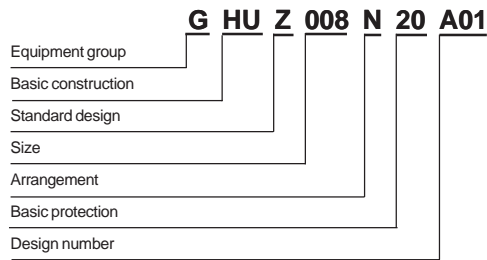 G HU Z 008 N 20 A01
Equipment group
Basic construction
Standard design
Size
Arrangement
Basic protection
Design number